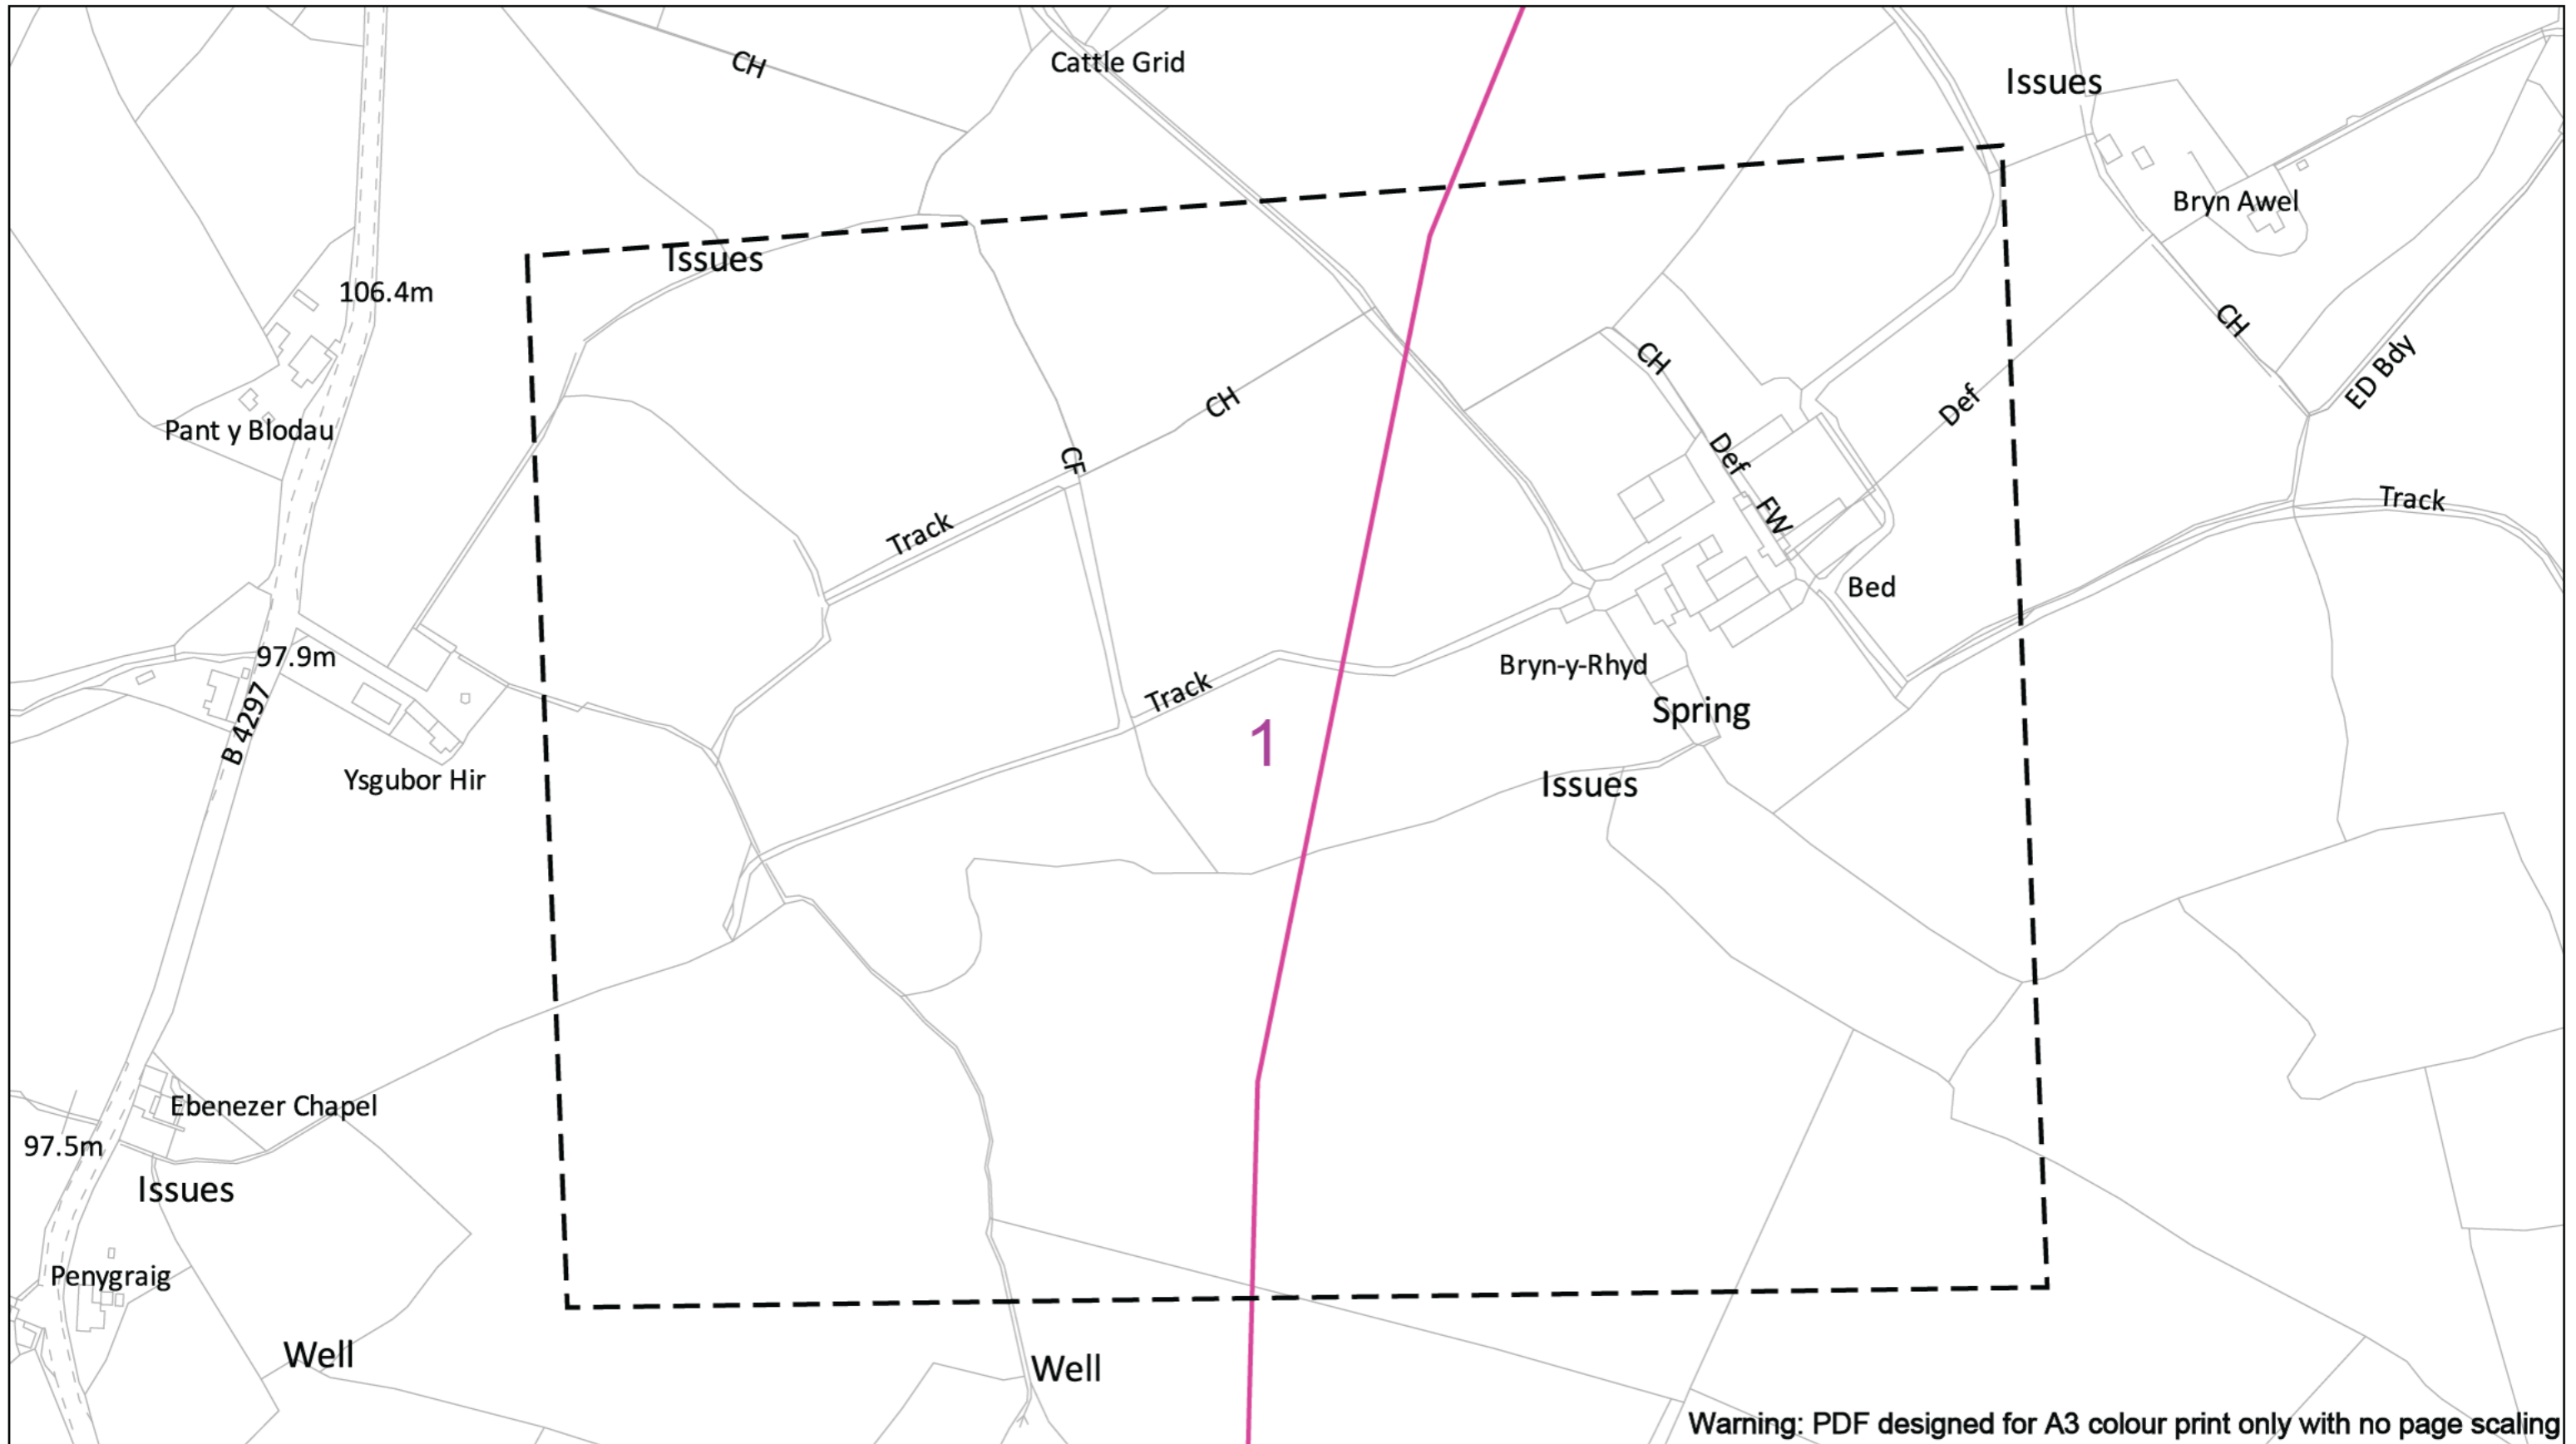 CH
Cattle Grid
Issues
Bryn Awel
Issues
106.4m
CH
CH
ED Bdy
CH
Def
Pant y Blodau
Def
CF
Track
FW
Track
Bed
97.9m
Bryn-y-Rhyd
Track
Spring
B 4297
1
Ysgubor Hir
Issues
Ebenezer Chapel
97.5m
Issues
Penygraig
Well
Well
Warning: PDF designed for A3 colour print only with no page scaling